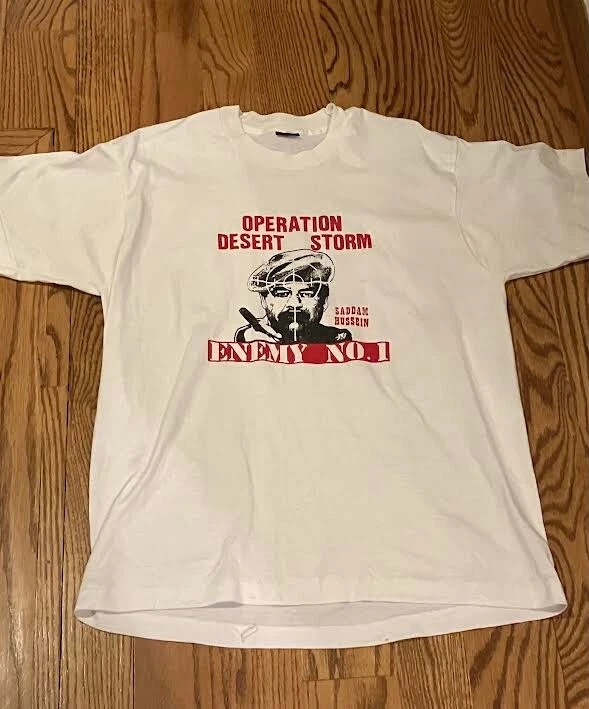 OPERATION
DESERT STORM
SADDAM
HUSSEIN
ENEMY NO. 1